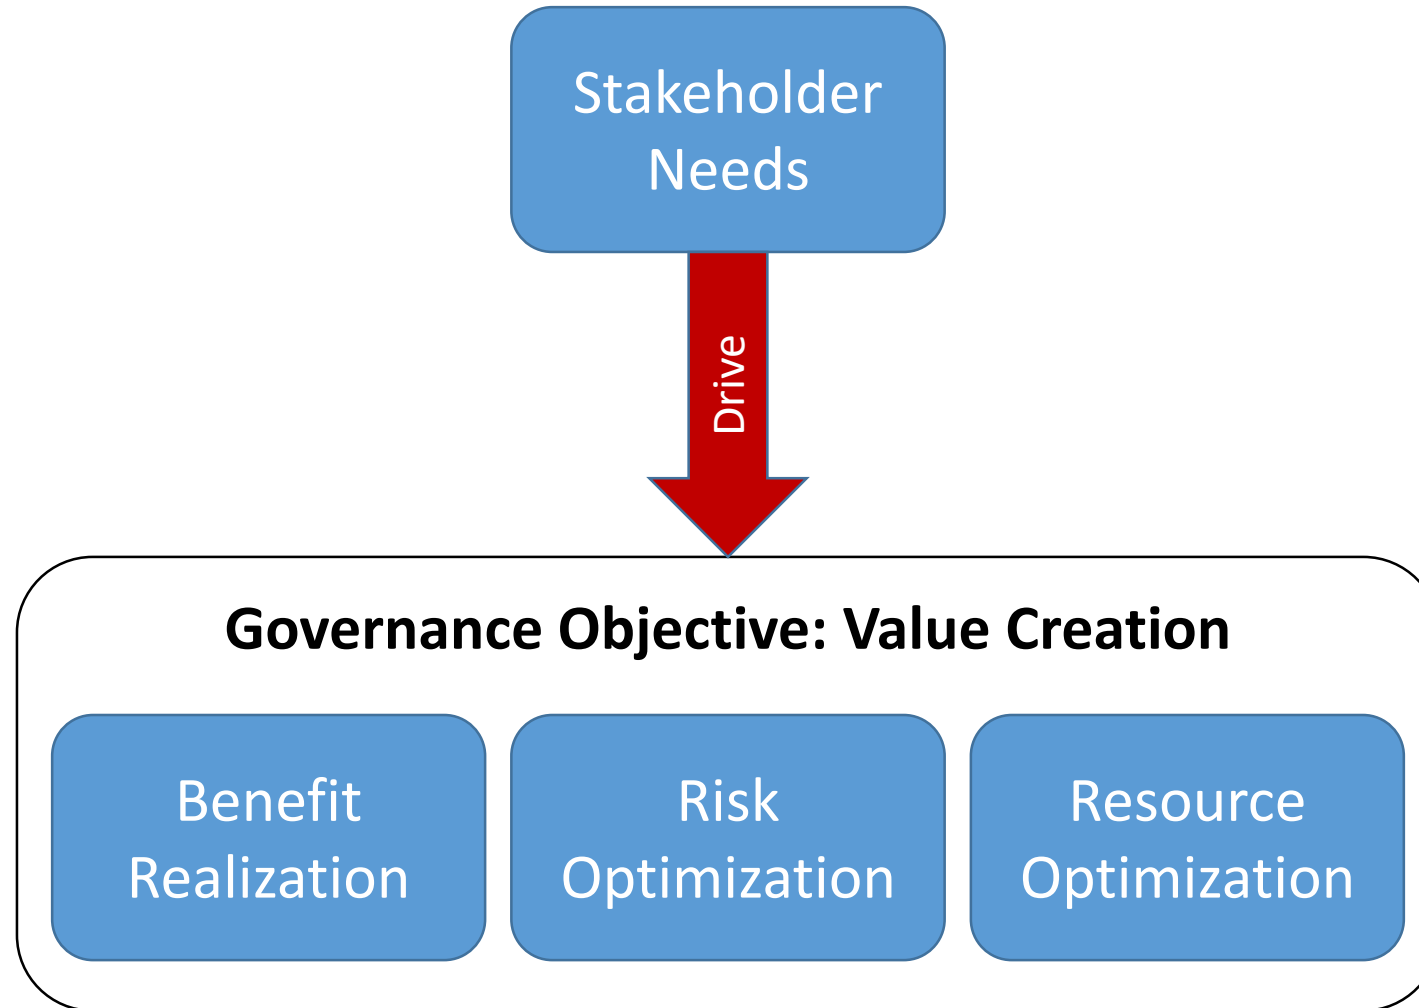 Stakeholder
Needs
Drive
Governance Objective: Value Creation
Benefit
Realization
Risk
Optimization
Resource
Optimization